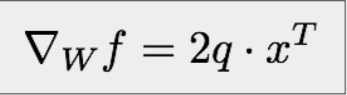 ∇_W f = 2q · x^T